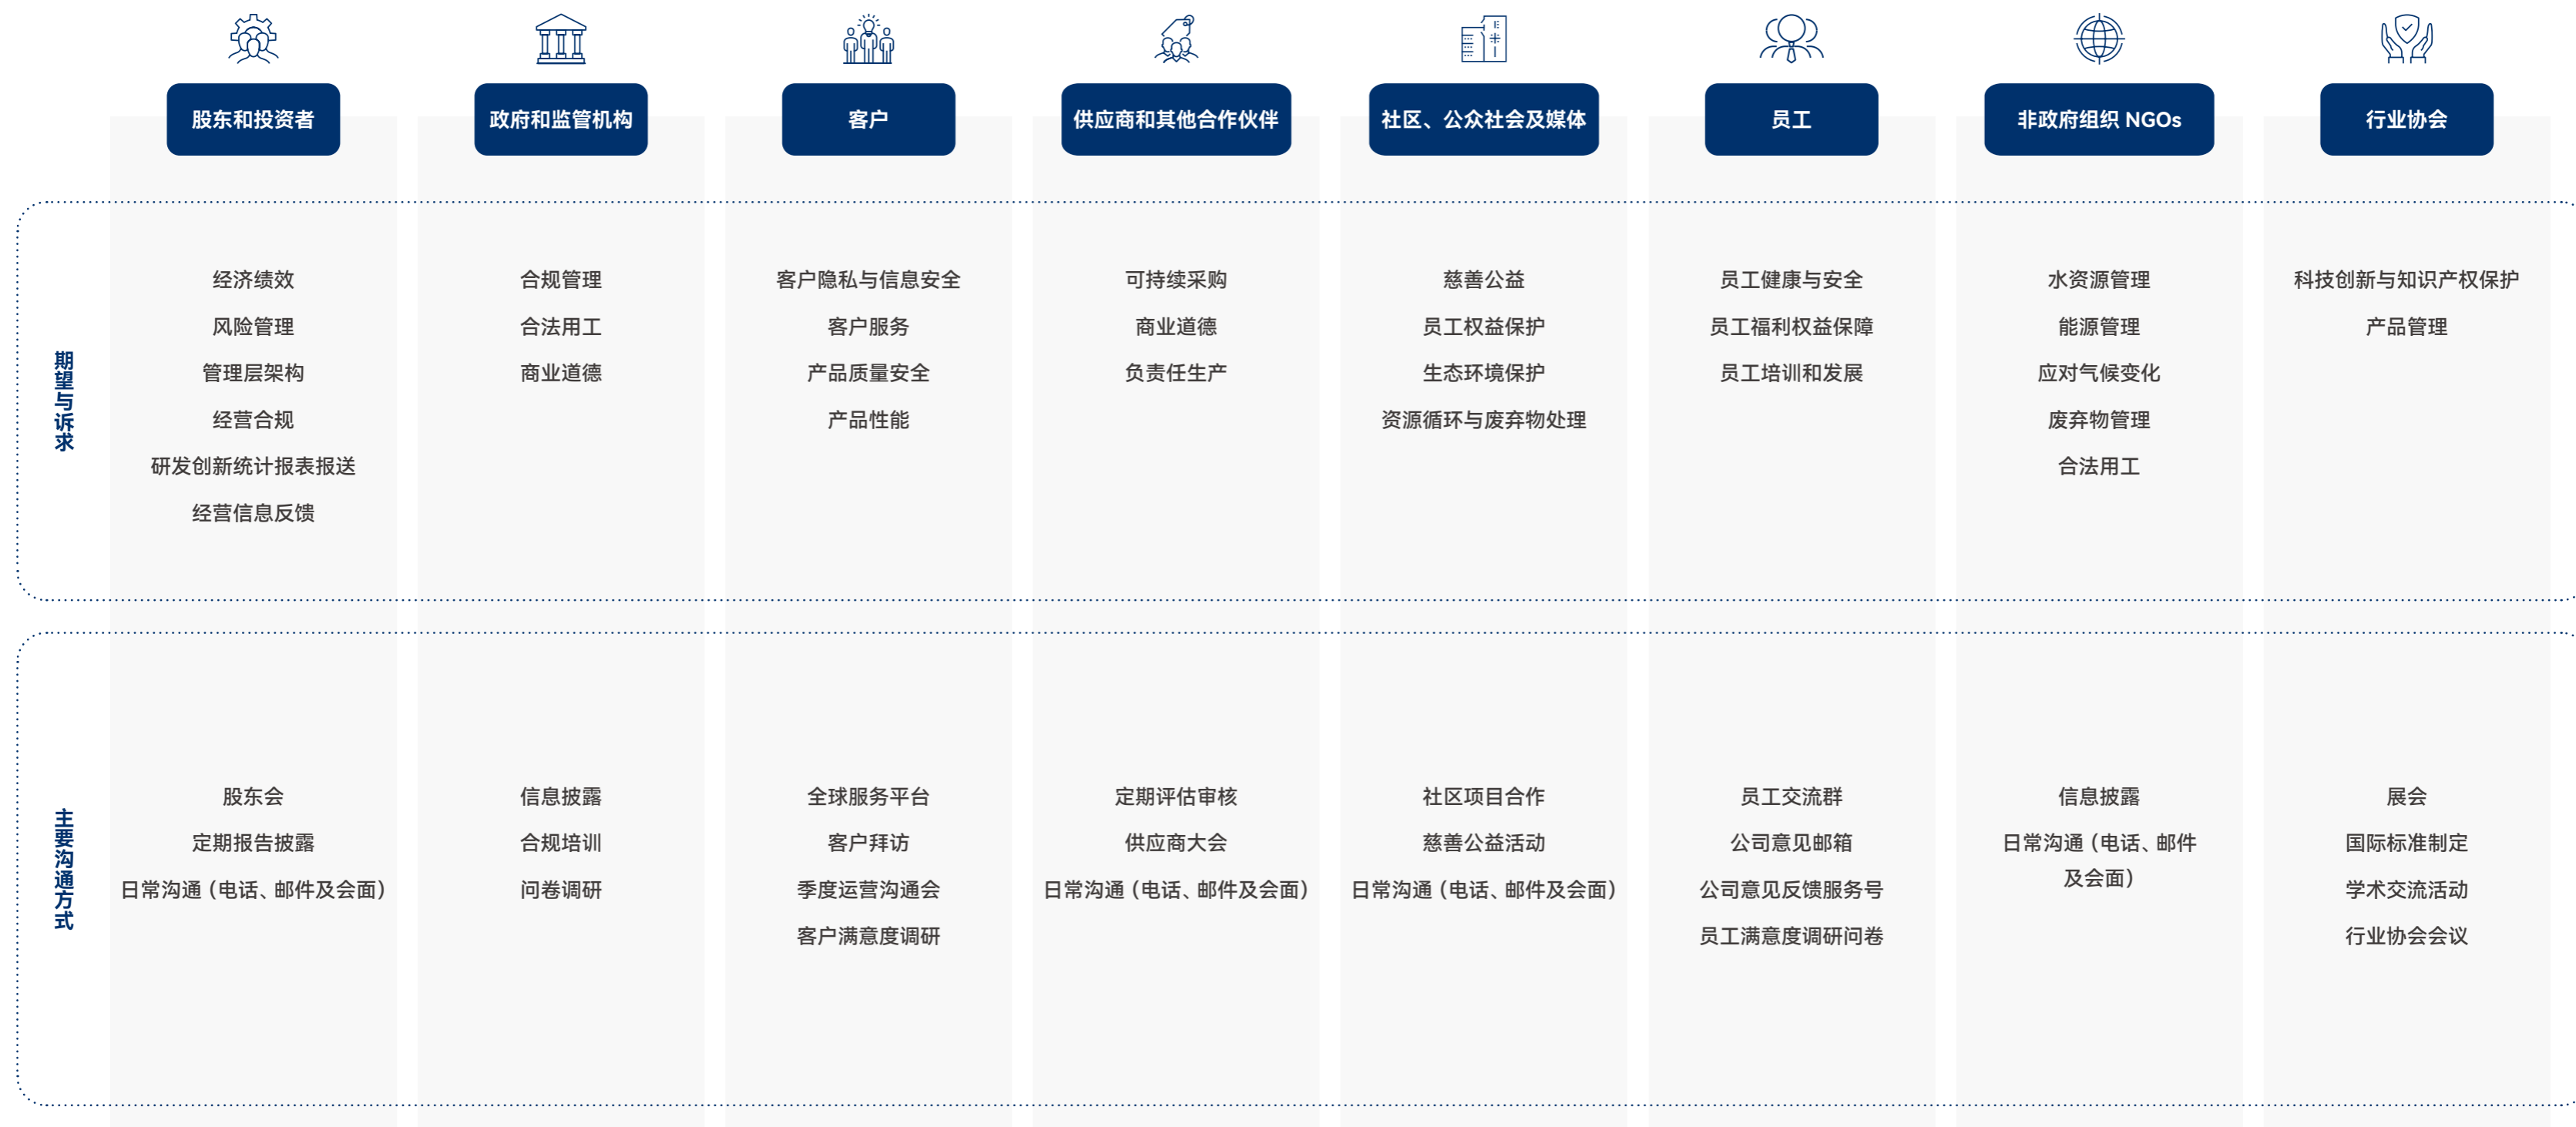 股东和投资者
政府和监管机构
客户
供应商和其他合作伙伴
社区、公众社会及媒体
员工
非政府组织 NGOs
行业协会
期望与诉求
经济绩效
风险管理
管理层架构
经营合规
研发创新统计报表报送
经营信息反馈
合规管理
合法用工
商业道德
客户隐私与信息安全
客户服务
产品质量安全
产品性能
可持续采购
商业道德
负责任生产
慈善公益
员工权益保护
生态环境保护
资源循环与废弃物处理
员工健康与安全
员工福利权益保障
员工培训和发展
水资源管理
能源管理
应对气候变化
废弃物管理
合法用工
科技创新与知识产权保护
产品管理
主要沟通方式
股东会
定期报告披露
日常沟通（电话、邮件及会面）
信息披露
合规培训
问卷调研
全球服务平台
客户拜访
季度运营沟通会
客户满意度调研
定期评估审核
供应商大会
日常沟通（电话、邮件及会面）
社区项目合作
慈善公益活动
日常沟通（电话、邮件及会面）
员工交流群
公司意见邮箱
公司意见反馈服务号
员工满意度调研问卷
信息披露
日常沟通（电话、邮件
及会面）
展会
国际标准制定
学术交流活动
行业协会会议